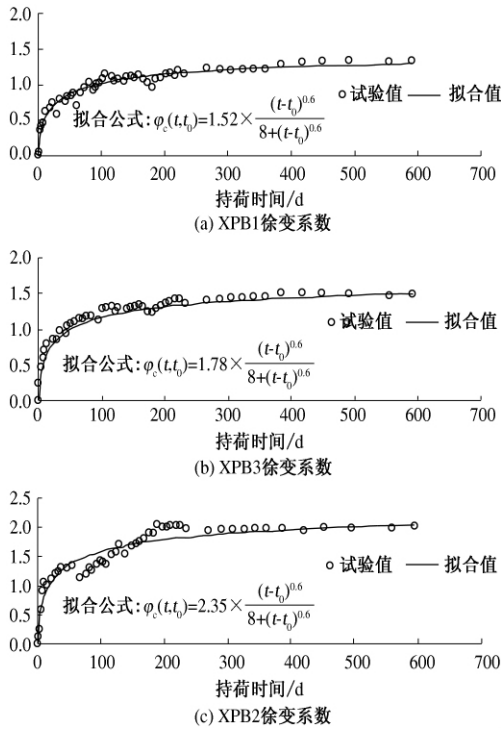 2.0
1.5
1.0
0.5
0.0
试验值 拟合值
拟合公式:φc(t,t0)=1.52×(t-t0)^0.6/8+(t-t0)^0.6
0 100 200 300 400 500 600 700
持荷时间/d
(a) XPB1徐变系数
2.0
1.5
1.0
0.5
0.0
试验值 拟合值
拟合公式:φc(t,t0)=1.78×(t-t0)^0.6/8+(t-t0)^0.6
0 100 200 300 400 500 600 700
持荷时间/d
(b) XPB3徐变系数
2.5
2.0
1.5
1.0
0.5
0.0
试验值 拟合值
拟合公式:φc(t,t0)=2.35×(t-t0)^0.6/8+(t-t0)^0.6
0 100 200 300 400 500 600 700
持荷时间/d
(c) XPB2徐变系数